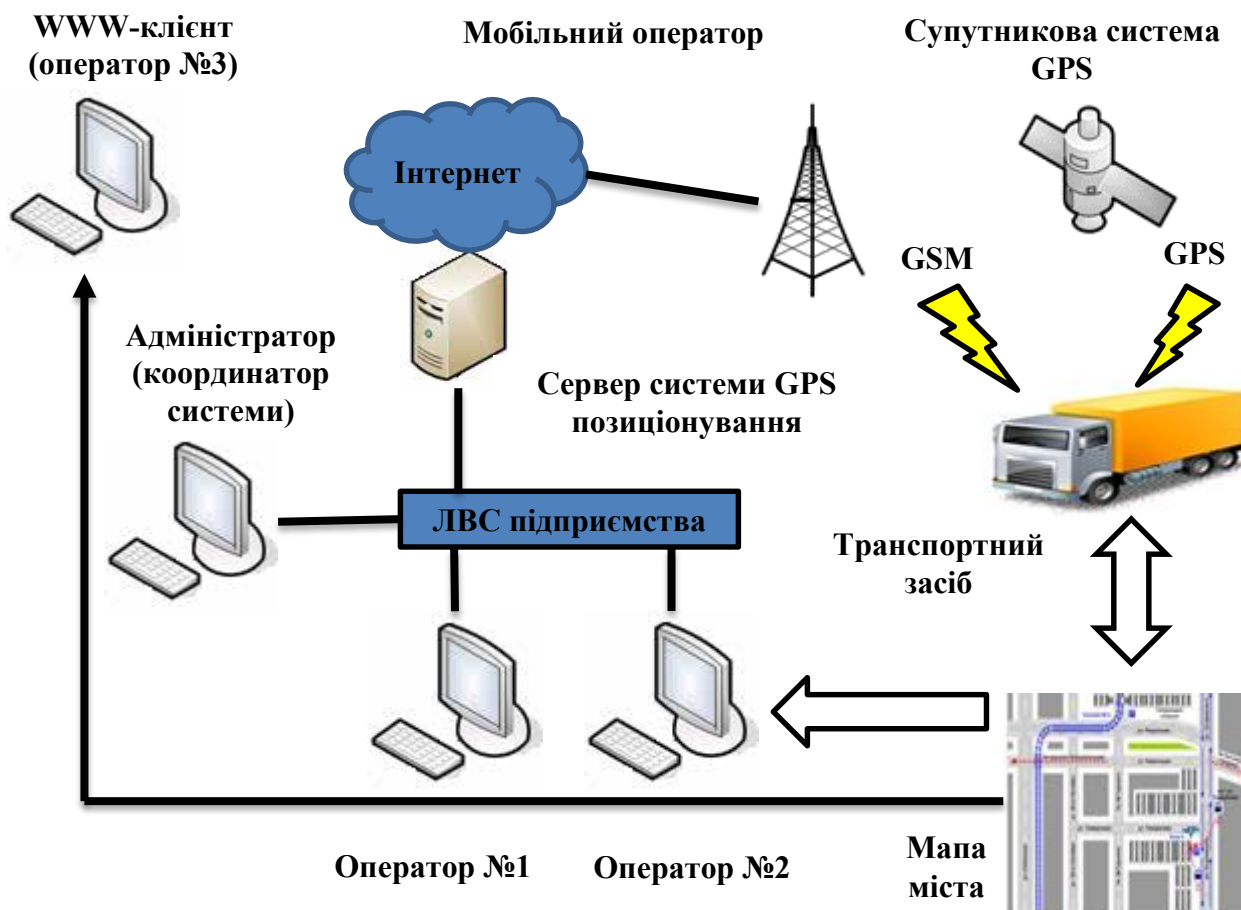 WWW-клієнт
(оператор №3)
Мобільний оператор
Супутникова система
GPS
Інтернет
GSM
GPS
Адміністратор
(координатор
системи)
Сервер системи GPS
позиціонування
ЛВС підприємства
Транспортний
засіб
Оператор №1
Оператор №2
Мапа
міста